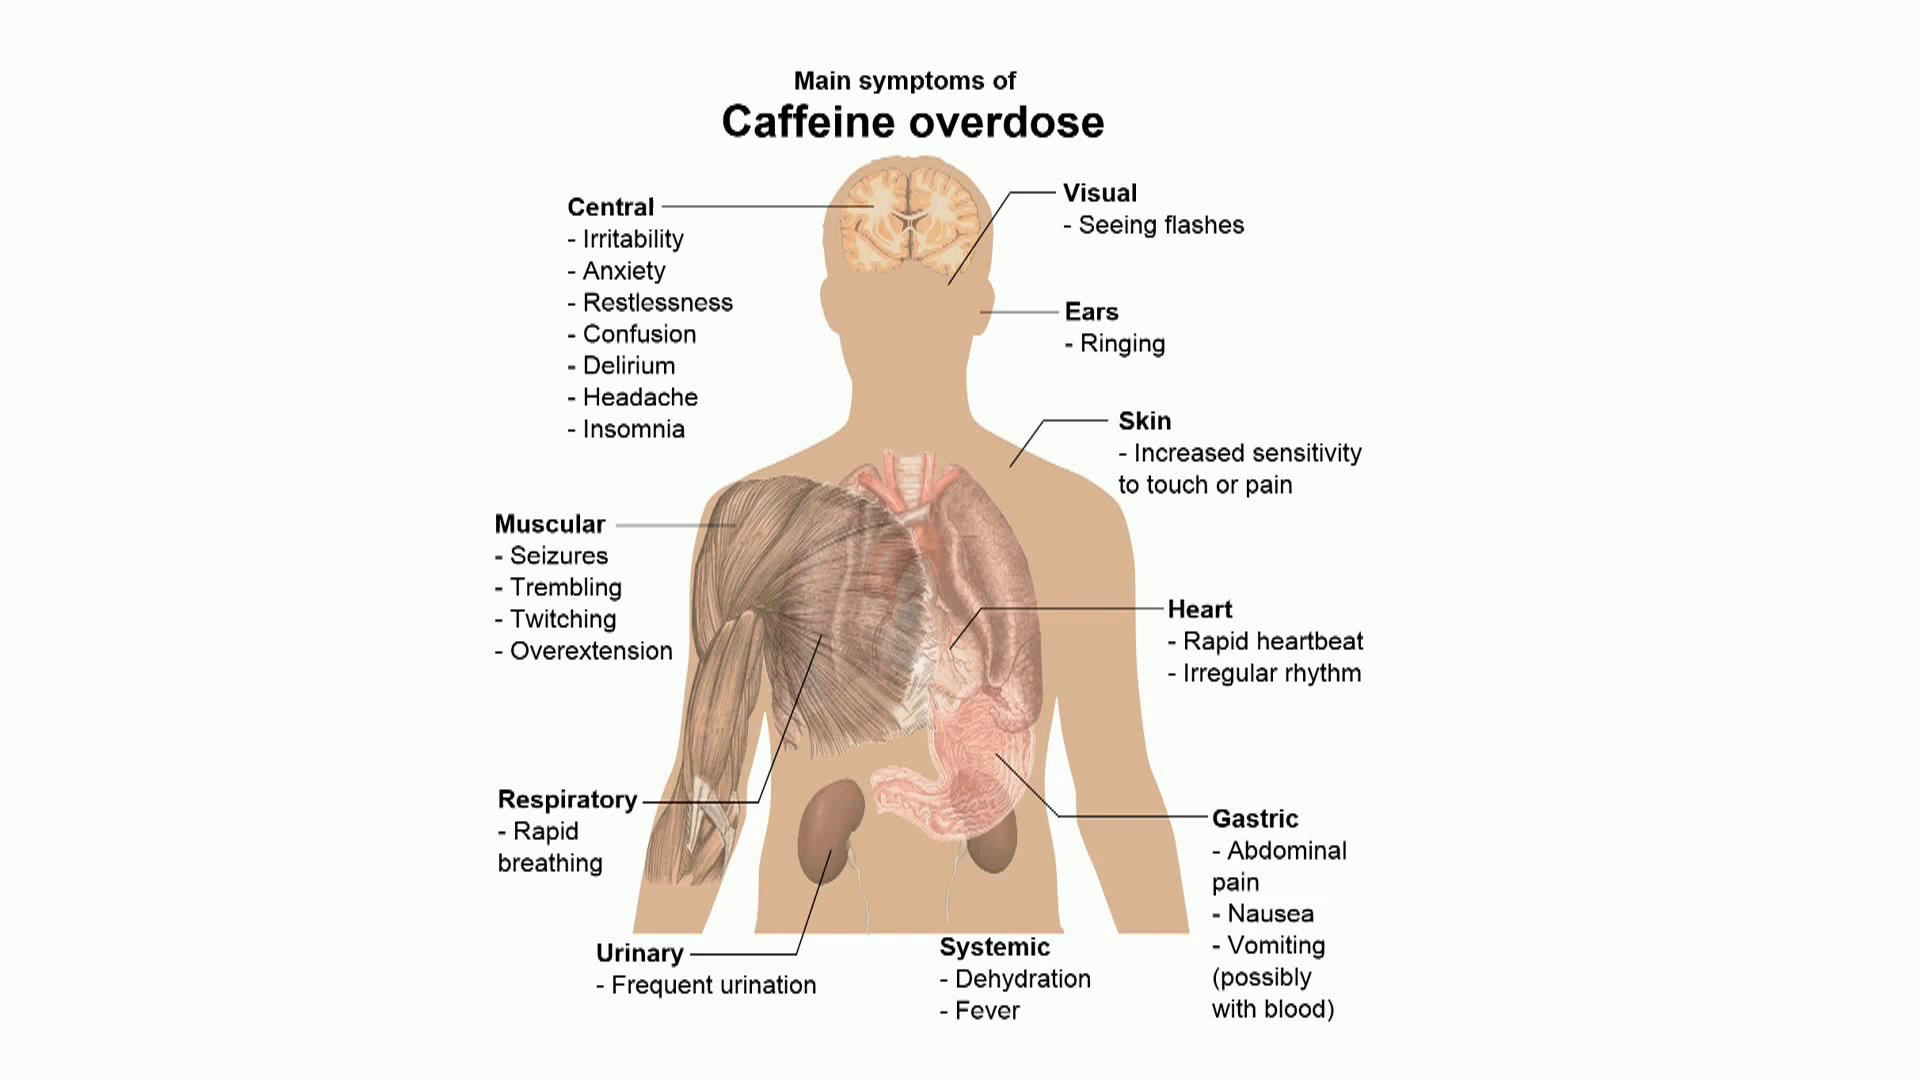 Main symptoms of
Caffeine overdose
Central
- Irritability
- Anxiety
- Restlessness
- Confusion
- Delirium
- Headache
- Insomnia
Visual
- Seeing flashes
Ears
- Ringing
Skin
- Increased sensitivity
to touch or pain
Muscular
- Seizures
- Trembling
- Twitching
- Overextension
Heart
- Rapid heartbeat
- Irregular rhythm
Respiratory
- Rapid
breathing
Gastric
- Abdominal
pain
- Nausea
- Vomiting
(possibly
with blood)
Urinary
- Frequent urination
Systemic
- Dehydration
- Fever